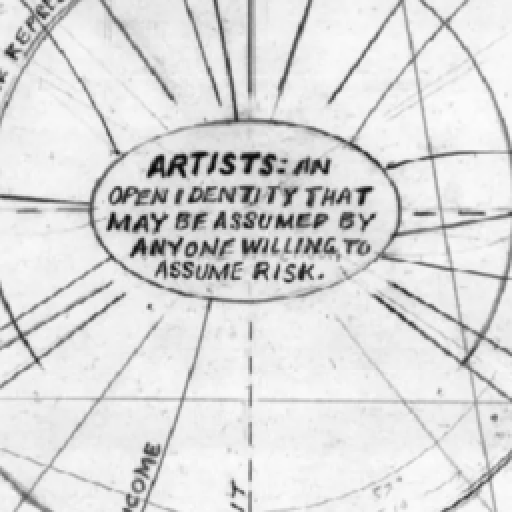 ARTISTS: AN
OPEN IDENTITY THAT
MAY BE ASSUMED BY
ANYONE WILLING TO
ASSUME RISK.